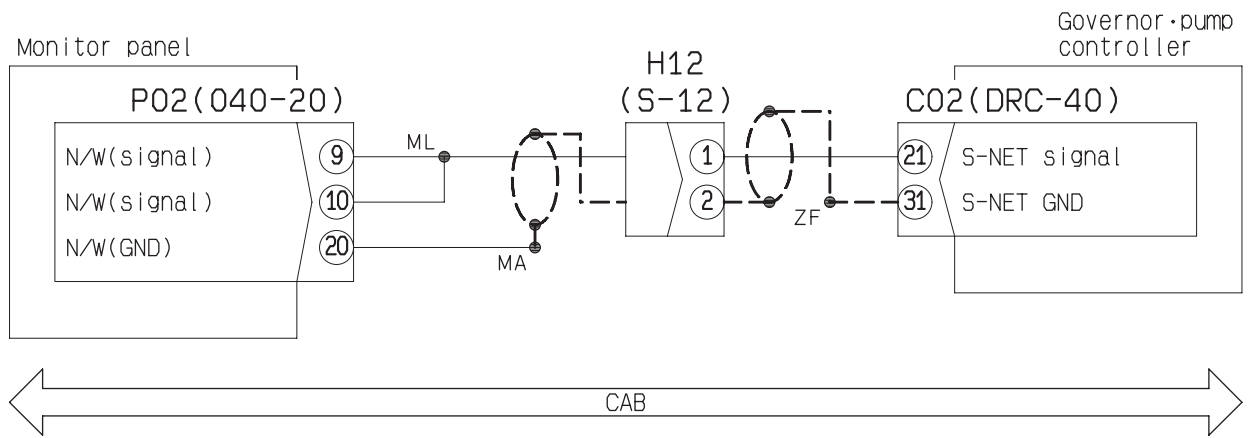 Governor・pump
controller
Monitor panel
H12
(S-12)
P02(040-20)
C02(DRC-40)
N/W(signal)
9
ML
1
21
S-NET signal
N/W(signal)
10
2
ZF
31
S-NET GND
N/W(GND)
20
MA
CAB